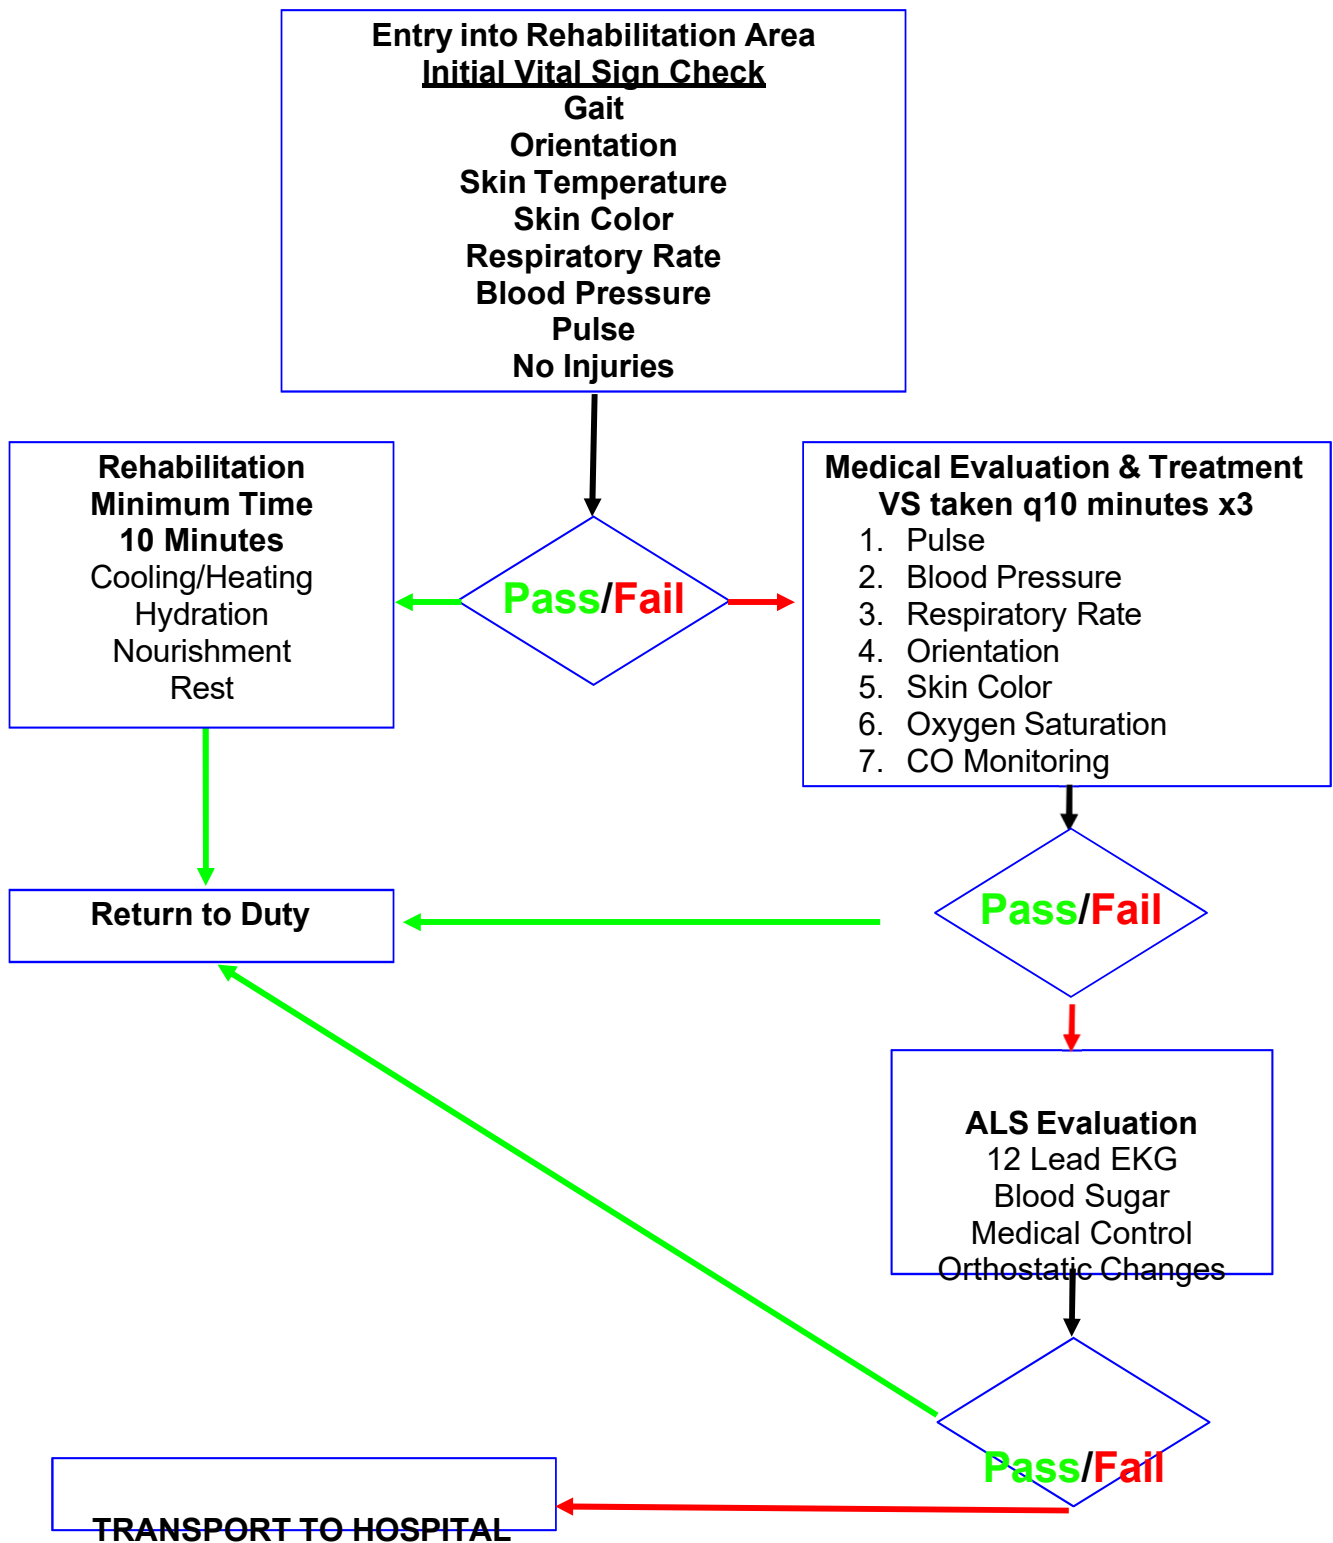 Entry into Rehabilitation Area
Initial Vital Sign Check
Gait
Orientation
Skin Temperature
Skin Color
Respiratory Rate
Blood Pressure
Pulse
No Injuries
Rehabilitation
Minimum Time
10 Minutes
Cooling/Heating
Hydration
Nourishment
Rest
Pass/Fail
Medical Evaluation & Treatment
VS taken q10 minutes x3
1. Pulse
2. Blood Pressure
3. Respiratory Rate
4. Orientation
5. Skin Color
6. Oxygen Saturation
7. CO Monitoring
Return to Duty
Pass/Fail
ALS Evaluation
12 Lead EKG
Blood Sugar
Medical Control
Orthostatic Changes
Pass/Fail
TRANSPORT TO HOSPITAL